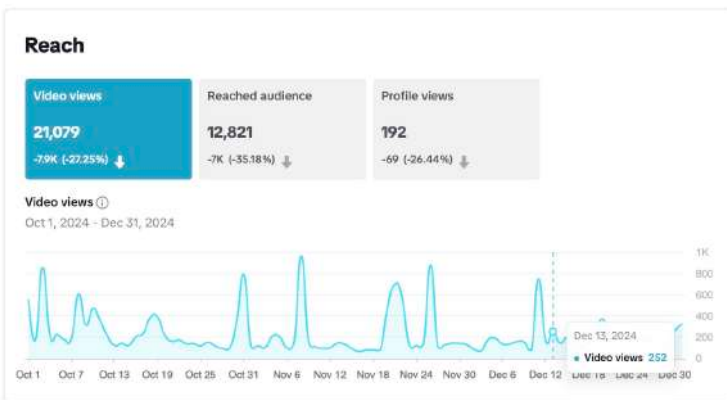 Reach
Video views Reached audience Profile views
21,079 12,821 192
-7.9K (-27.25%) -7K (-35.18%) -69 (-26.44%)
Video views
Oct 1, 2024 - Dec 31, 2024
1K
800
600
400
200
0
Dec 13, 2024
Video views 252
Oct 1 Oct 7 Oct 13 Oct 19 Oct 25 Oct 31 Nov 6 Nov 12 Nov 18 Nov 24 Nov 30 Dec 6 Dec 12 Dec 18 Dec 24 Dec 30